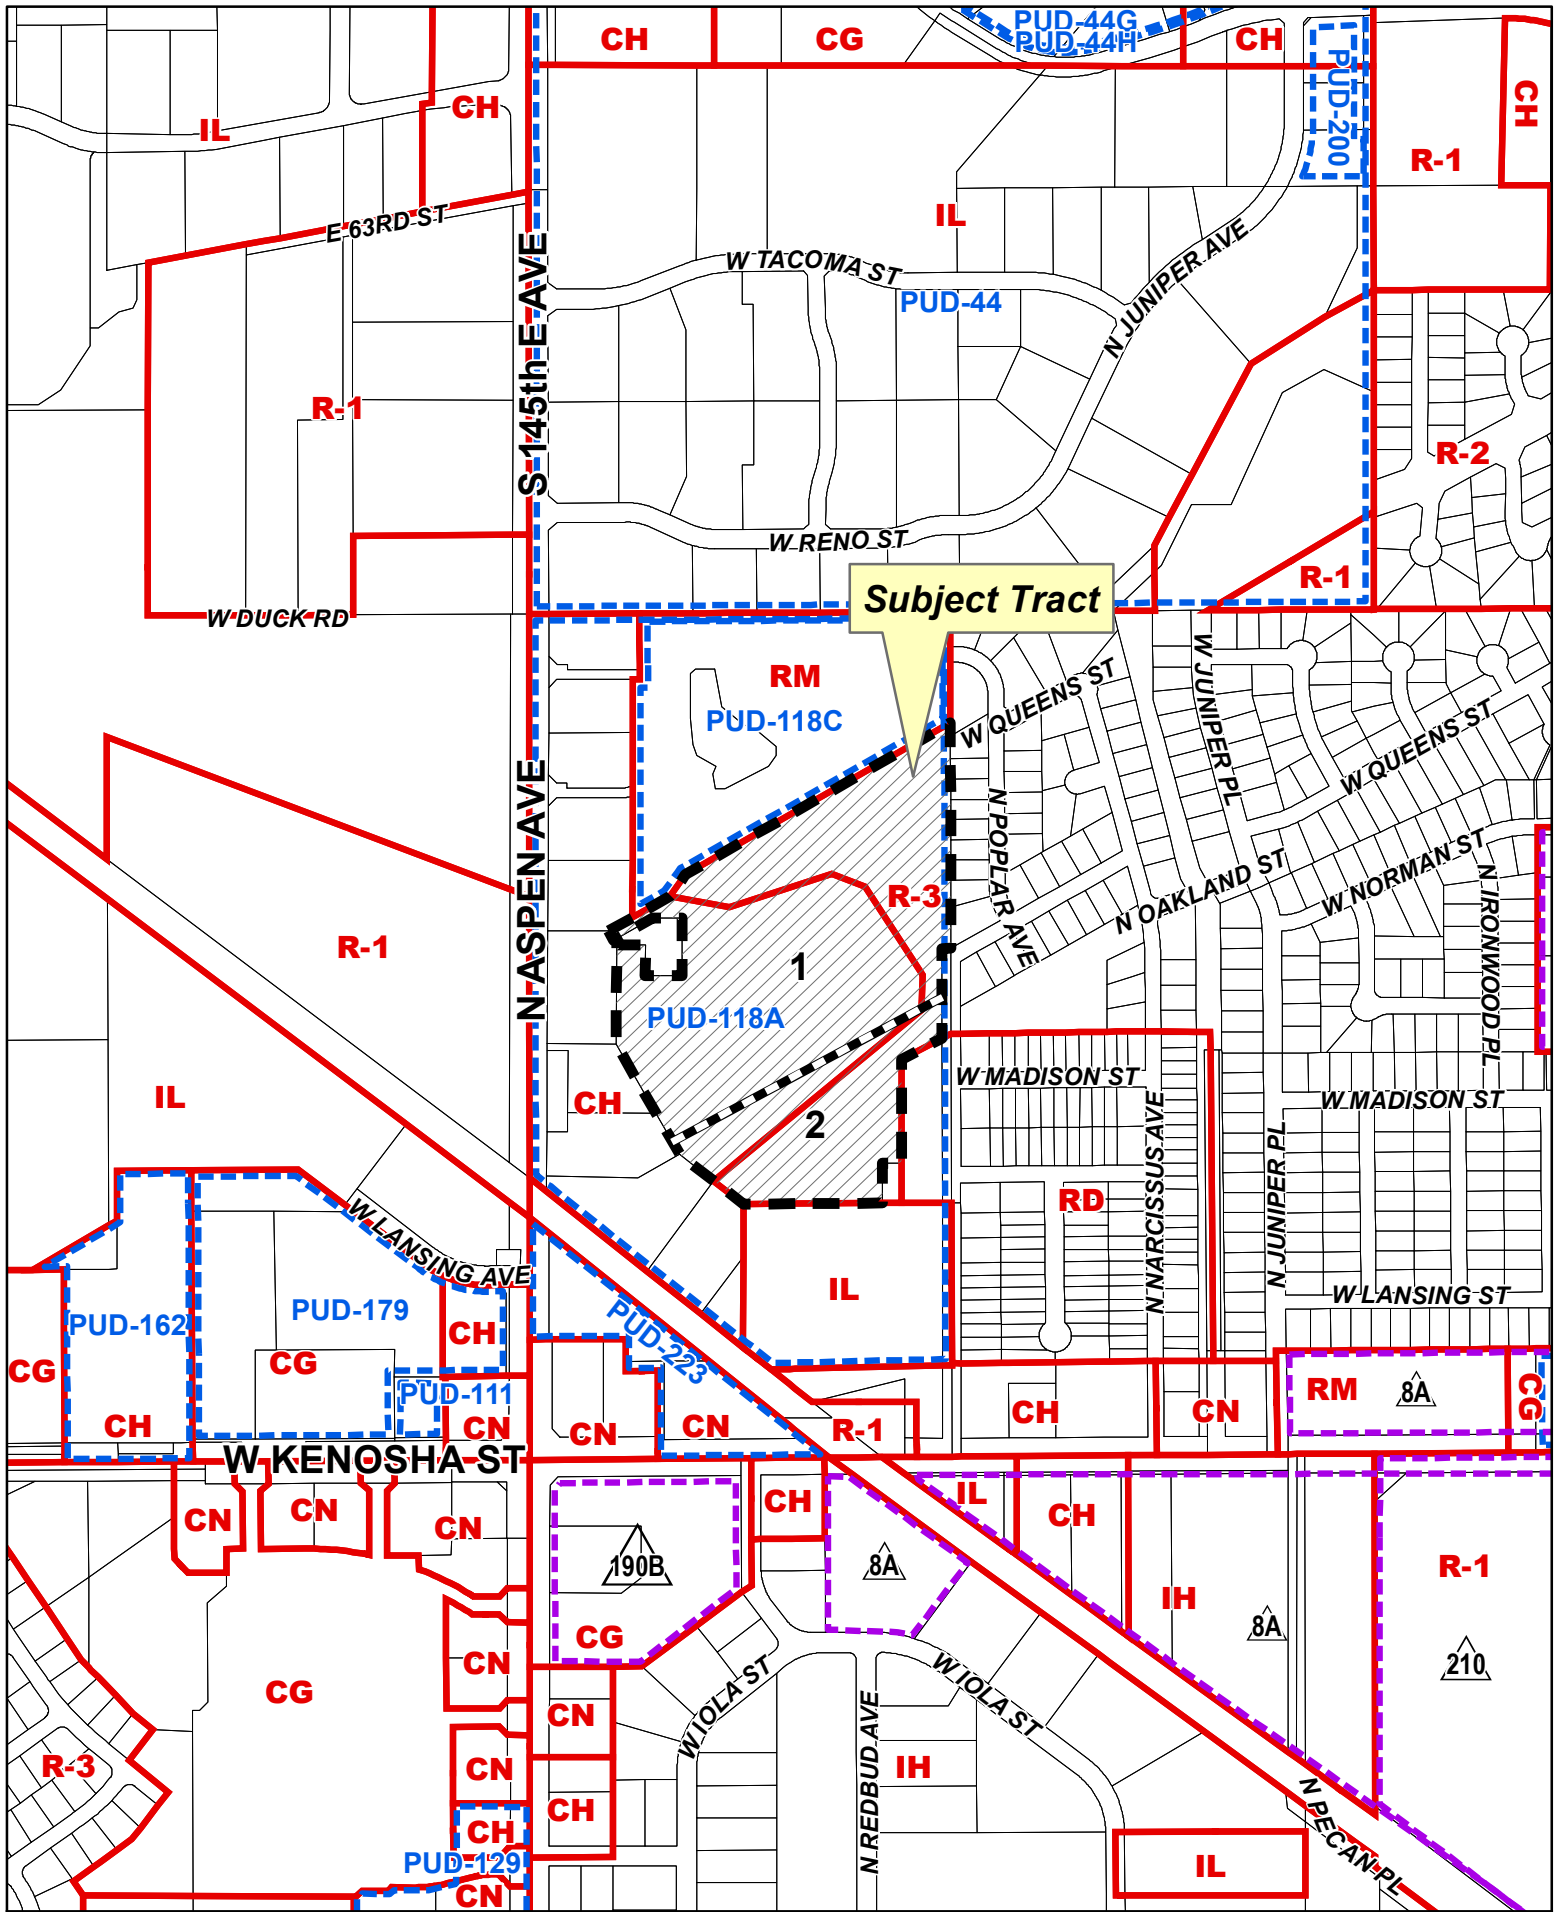 PUD-44G
PUD-44H
CH
CG
CH
PUD-200
CH
CH
IL
R-1
E 63RD ST
IL
W TACOMA ST
N JUNIPER AVE
PUD-44
S 145th E AVE
R-1
R-2
W RENO ST
R-1
Subject Tract
W DUCK RD
RM
PUD-118C
W QUEENS ST
W JUNIPER PL
W QUEENS ST
N ASPEN AVE
N POPLAR AVE
R-3
N OAKLAND ST
W NORMAN ST
N IRONWOOD PL
R-1
1
PUD-118A
W MADISON ST
IL
CH
2
W MADISON ST
N NARCISSUS AVE
N JUNIPER PL
RD
W LANSING AVE
IL
W LANSING ST
PUD-162
PUD-179
CH
PUD-223
CG
CG
PUD-111
RM
8A
CG
CH
CN
CN
CN
R-1
CH
CN
W KENOSHA ST
CN
CN
CN
CH
IL
CH
190B
8A
R-1
IH
8A
CG
210
CN
CG
W IOLA ST
W IOLA ST
CN
R-3
CN
N REDBUD AVE
IH
CH
CH
N PECAN PL
PUD-129
IL
CN